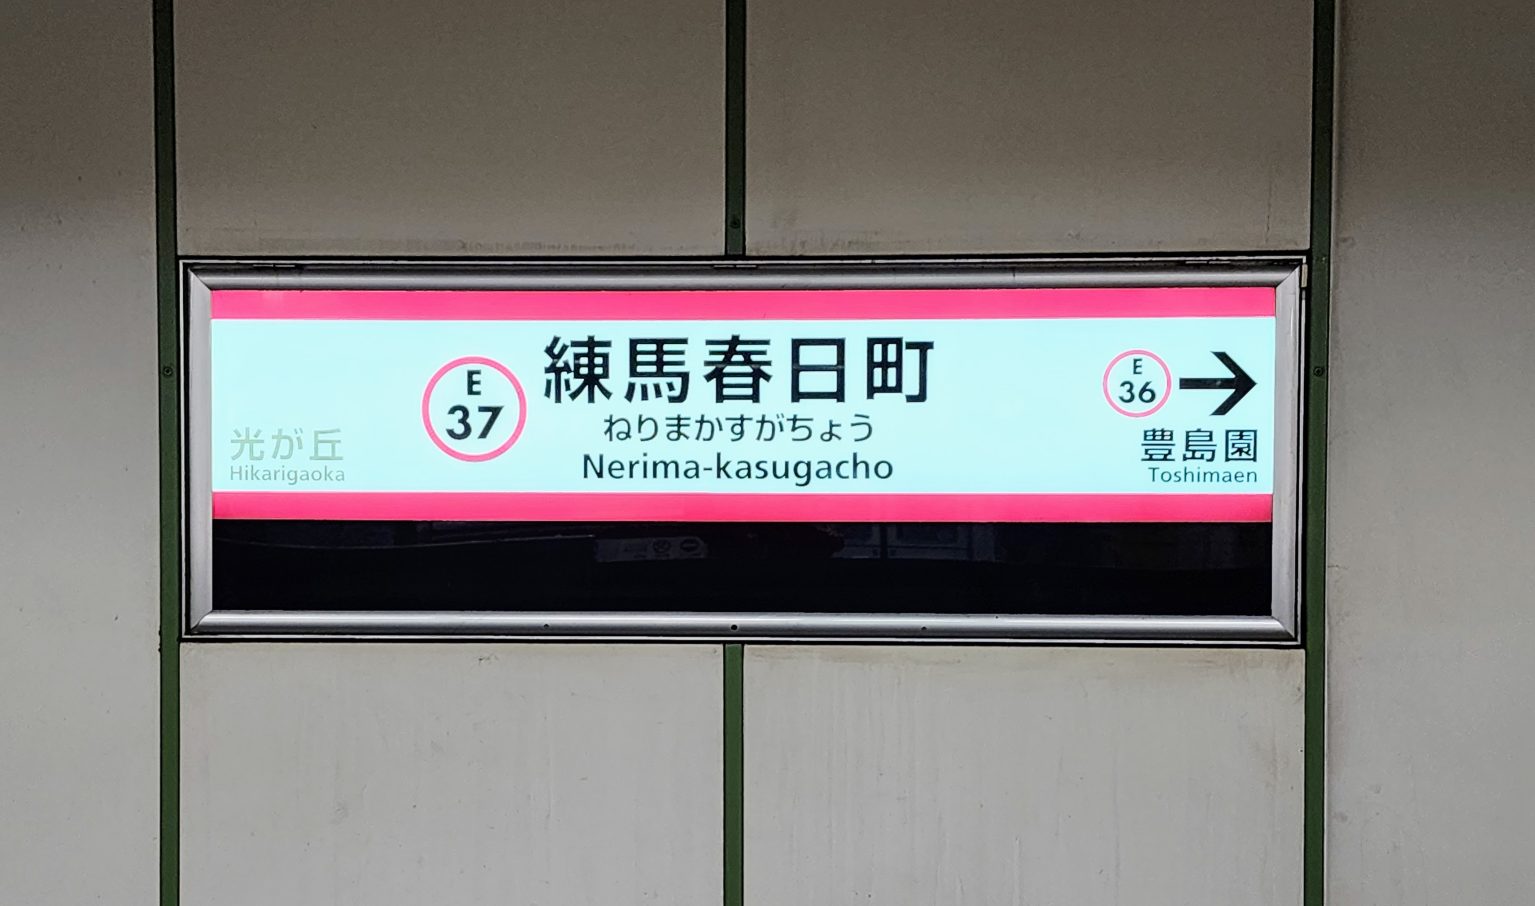 光が丘
Hikarigaoka
E
37
練馬春日町
ねりまかすがちょう
Nerima-kasugacho
E
36
豊島園
Toshimaen